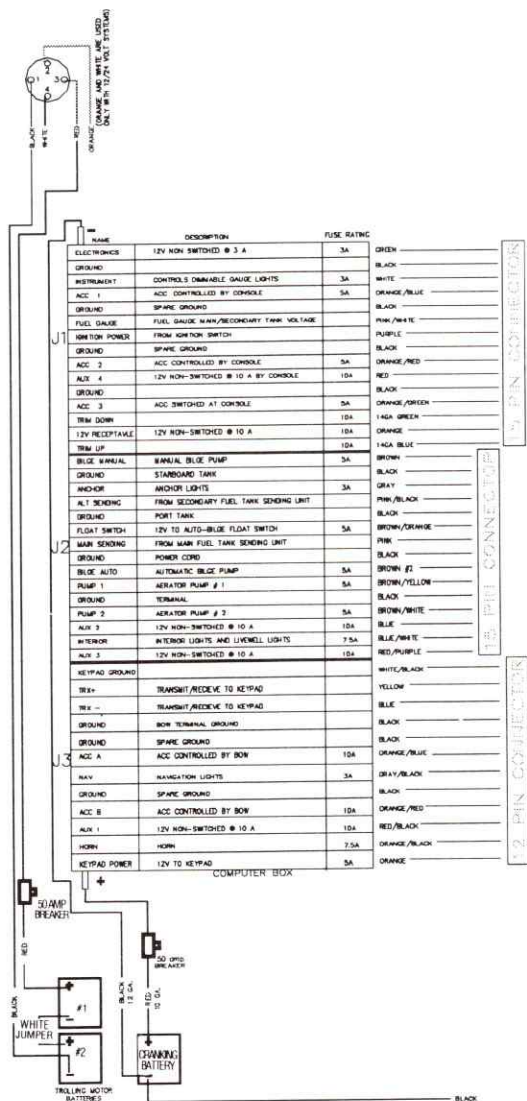 (ORANGE AND WHITE ARE USED
ONLY WITH 12/24 VOLT SYSTEMS)
1
3
BLACK
WHITE
RED
ORANGE
-
NAME DESCRIPTION FUSE RATING
J1
ELECTRONICS 12V NON SWITCHED @ 3 A 3A GREEN
GROUND BLACK
INSTRUMENT CONTROLS DIMMABLE GAUGE LIGHTS 3A WHITE
ACC 1 ACC CONTROLLED BY CONSOLE 5A ORANGE/BLUE
GROUND SPARE GROUND BLACK
FUEL GAUGE FUEL GAUGE MAIN/SECONDARY TANK VOLTAGE PINK/WHITE
IGNITION POWER FROM IGNITION SWITCH PURPLE
GROUND SPARE GROUND BLACK
ACC 2 ACC CONTROLLED BY CONSOLE 5A ORANGE/RED
AUX 4 12V NON-SWITCHED @ 10 A BY CONSOLE 10A RED
GROUND BLACK
ACC 3 ACC SWITCHED AT CONSOLE 5A ORANGE/GREEN
TRIM DOWN 10A 14GA GREEN
12V RECEPTAVLE 12V NON-SWITCHED @ 10 A 10A ORANGE
TRIM UP 10A 14GA BLUE
15 PIN CONNECTOR
J2
BILGE MANUAL MANUAL BILGE PUMP 5A BROWN
GROUND STARBOARD TANK BLACK
ANCHOR ANCHOR LIGHTS 3A GRAY
ALT SENDING FROM SECONDARY FUEL TANK SENDING UNIT PINK/BLACK
GROUND PORT TANK BLACK
FLOAT SWITCH 12V TO AUTO-BILGE FLOAT SWITCH 5A BROWN/ORANGE
MAIN SENDING FROM MAIN FUEL TANK SENDING UNIT PINK
GROUND POWER CORD BLACK
BILGE AUTO AUTOMATIC BILGE PUMP 5A BROWN #2
PUMP 1 AERATOR PUMP # 1 5A BROWN/YELLOW
GROUND TERMINAL BLACK
PUMP 2 AERATOR PUMP # 2 5A BROWN/WHITE
AUX 2 12V NON-SWITCHED @ 10 A 10A BLUE
INTERIOR INTERIOR LIGHTS AND LIVEWELL LIGHTS 7.5A BLUE/WHITE
AUX 3 12V NON-SWITCHED @ 10 A 10A RED/PURPLE
PIN CONNECTOR
J3
KEYPAD GROUND WHITE/BLACK
TRX+ TRANSMIT/RECIEVE TO KEYPAD YELLOW
TRX - TRANSMIT/RECIEVE TO KEYPAD BLUE
GROUND BOW TERMINAL GROUND BLACK
GROUND SPARE GROUND BLACK
ACC A ACC CONTROLLED BY BOW 10A ORANGE/BLUE
NAV NAVIGATION LIGHTS 3A GRAY/BLACK
GROUND SPARE GROUND BLACK
ACC B ACC CONTROLLED BY BOW 10A ORANGE/RED
AUX 1 12V NON-SWITCHED @ 10 A 10A RED/BLACK
HORN HORN 7.5A ORANGE/BLACK
KEYPAD POWER 12V TO KEYPAD 5A ORANGE
12 PIN CONNECTOR
+
COMPUTER BOX
50 AMP
BREAKER
RED
BLACK
+
#1
-
WHITE
JUMPER
+
#2
-
TROLLING MOTOR
BATTERIES
50 amp
BREAKER
BLACK
12 GA.
RED
10 GA.
+
CRANKING
BATTERY
-
BLACK